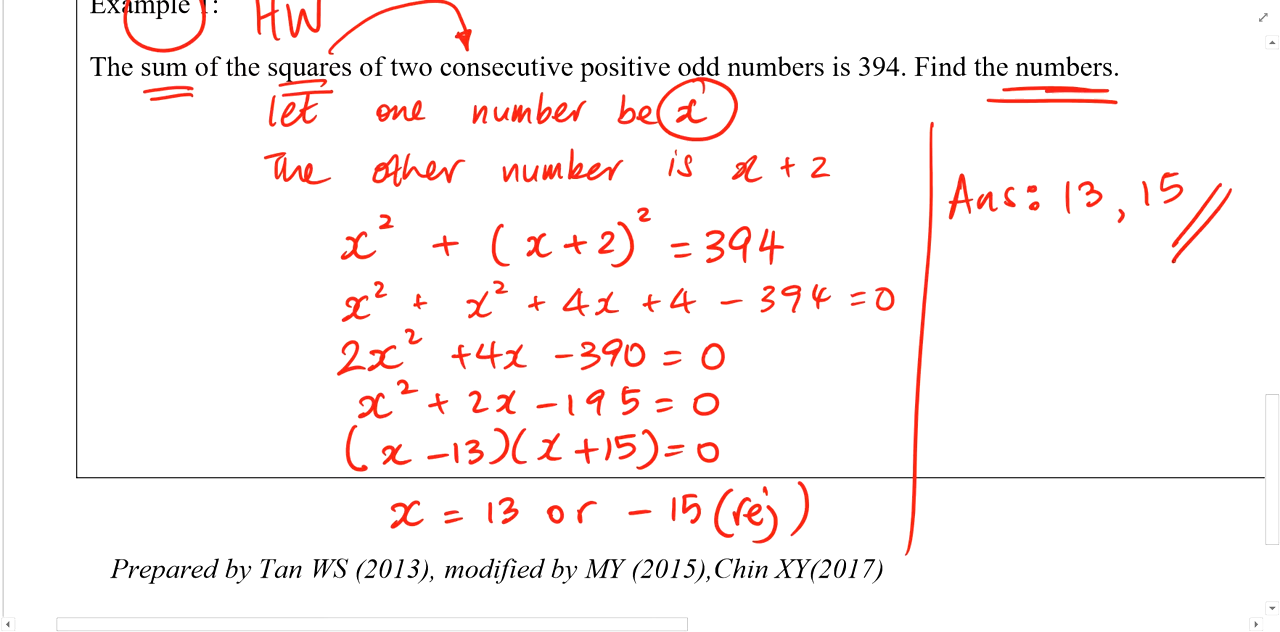 Example 1:
HW
The sum of the squares of two consecutive positive odd numbers is 394. Find the numbers.
let one number be x
The other number is x + 2
x² + (x+2)² = 394
x² + x² + 4x + 4 - 394 = 0
2x² + 4x - 390 = 0
x² + 2x - 195 = 0
(x - 13)(x + 15) = 0
x = 13 or - 15 (rej)
Ans: 13, 15
Prepared by Tan WS (2013), modified by MY (2015),Chin XY(2017)